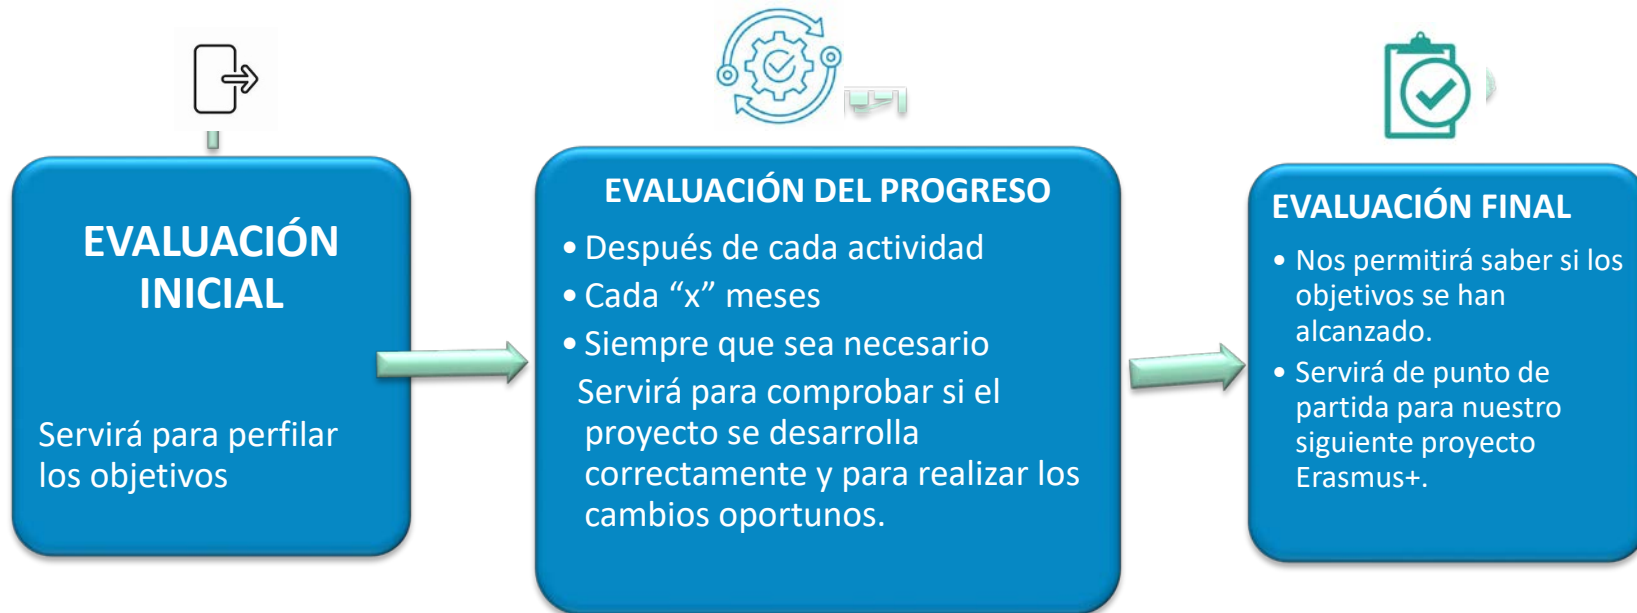 EVALUACIÓN
INICIAL
Servirá para perfilar
los objetivos
EVALUACIÓN DEL PROGRESO
• Después de cada actividad
• Cada “x” meses
• Siempre que sea necesario
Servirá para comprobar si el
proyecto se desarrolla
correctamente y para realizar los
cambios oportunos.
EVALUACIÓN FINAL
• Nos permitirá saber si los
objetivos se han
alcanzado.
• Servirá de punto de
partida para nuestro
siguiente proyecto
Erasmus+.